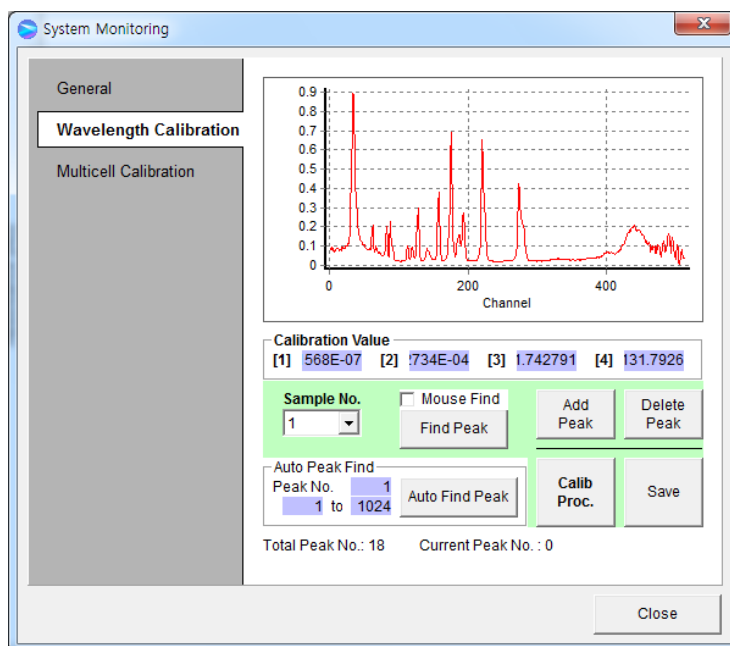 System Monitoring
General
Wavelength Calibration
Multicell Calibration
0.9
0.8
0.7
0.6
0.5
0.4
0.3
0.2
0.1
0
0 200 400
Channel
Calibration Value
[1] 568E-07 [2] 734E-04 [3] .742791 [4] 131.7926
Sample No.
1
Mouse Find
Find Peak
Add
Peak
Delete
Peak
Auto Peak Find
Peak No. 1
1 to 1024
Auto Find Peak
Calib
Proc.
Save
Total Peak No.: 18 Current Peak No. : 0
Close